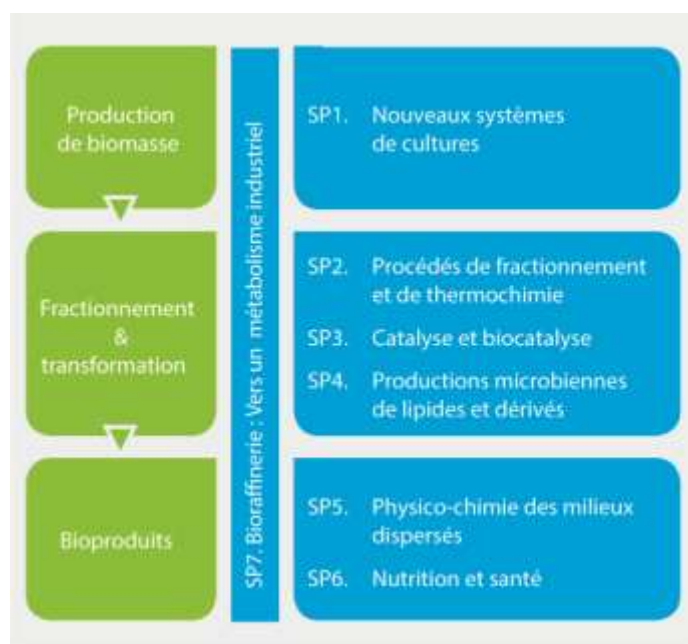 Production
de biomasse
Fractionnement
&
transformation
Bioproduits
SP7. Bioraffinerie : Vers un métabolisme industriel
SP1. Nouveaux systèmes
de cultures
SP2. Procédés de fractionnement
et de thermochimie
SP3. Catalyse et biocatalyse
SP4. Productions microbiennes
de lipides et dérivés
SP5. Physico-chimie des milieux
dispersés
SP6. Nutrition et santé